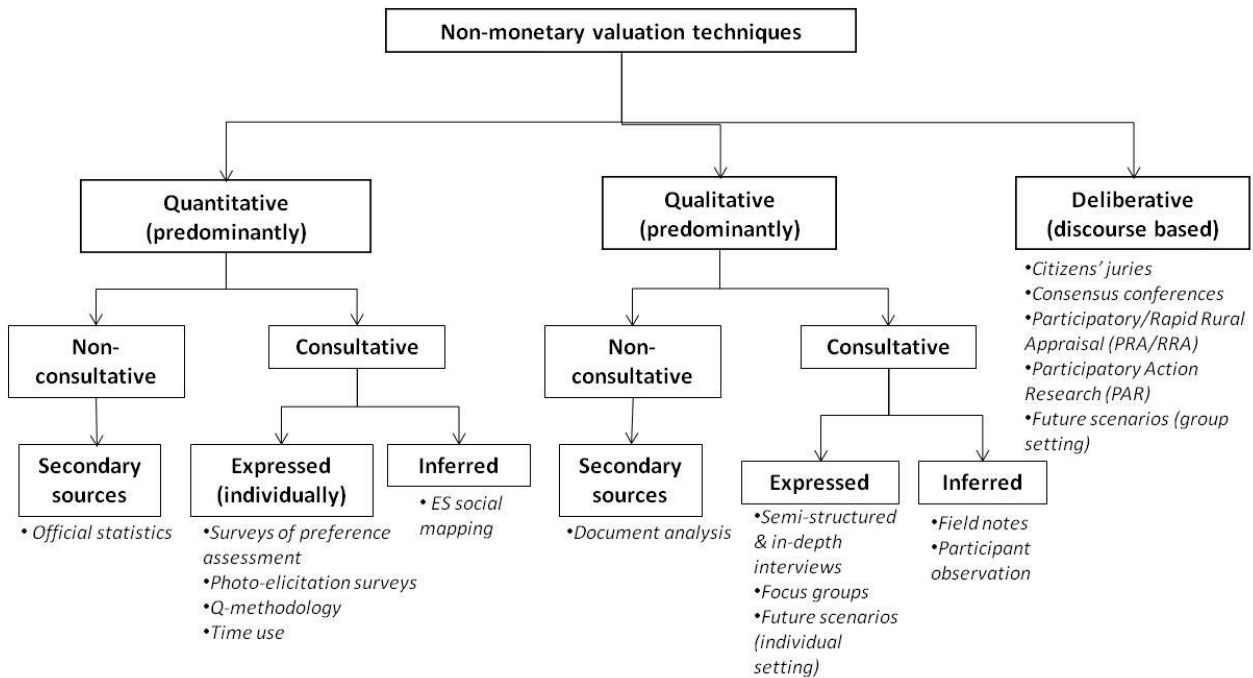 Non-monetary valuation techniques
Quantitative
(predominantly)
Qualitative
(predominantly)
Deliberative
(discourse based)
•Citizens’ juries
•Consensus conferences
•Participatory/Rapid Rural
Appraisal (PRA/RRA)
•Participatory Action
Research (PAR)
•Future scenarios (group
setting)
Non-
consultative
Consultative
Non-
consultative
Consultative
Secondary
sources
• Official statistics
Expressed
(individually)
•Surveys of preference
assessment
•Photo-elicitation surveys
•Q-methodology
•Time use
Inferred
• ES social
mapping
Secondary
sources
•Document analysis
Expressed
•Semi-structured
& in-depth
interviews
•Focus groups
•Future scenarios
(individual
setting)
Inferred
•Field notes
•Participant
observation